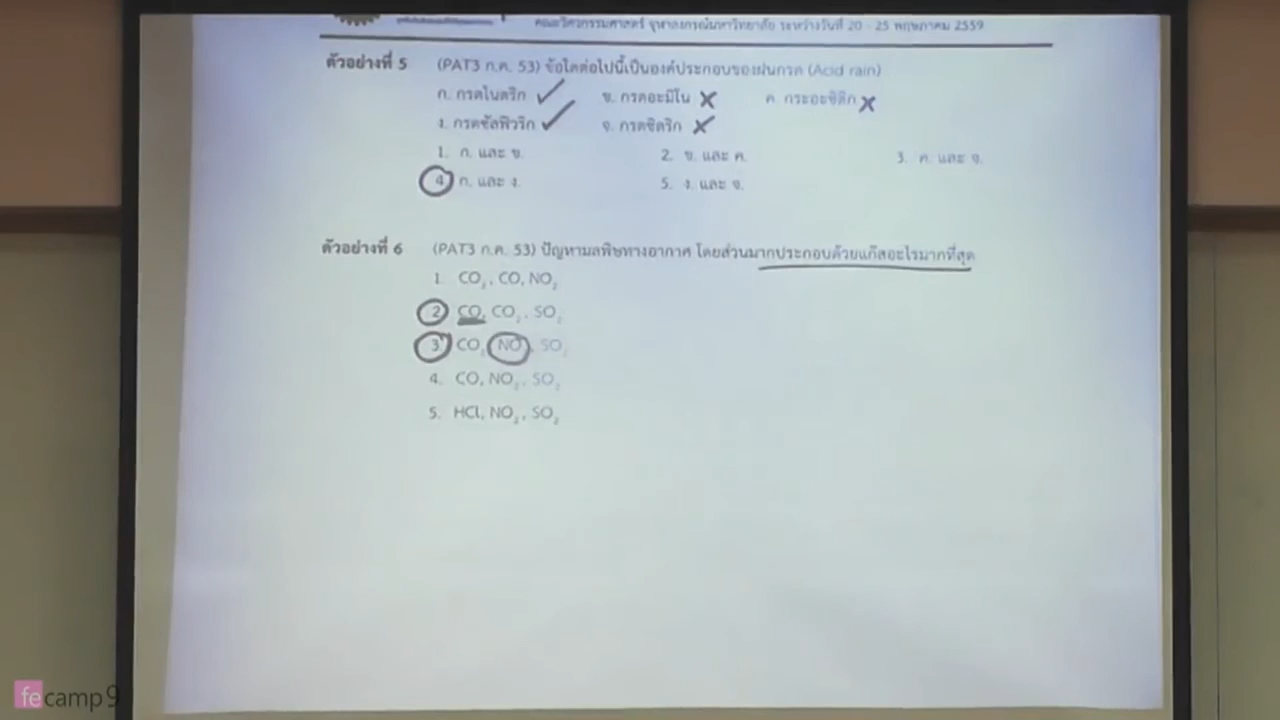 คณะวิศวกรรมศาสตร์ จุฬาลงกรณ์มหาวิทยาลัย ระหว่างวันที่ 20 - 25 พฤษภาคม 2559
ตัวอย่างที่ 5 (PAT3 ก.ค. 53) ข้อใดต่อไปนี้เป็นองค์ประกอบของฝนกรด (Acid rain)
ก. กรดไนตริก ข. กรดอะมิโน ค. กระอะซิติก
ง. กรดซัลฟิวริก จ. กรดซิตริก
1. ก. และ ข. 2. ข. และ ค. 3. ค. และ จ.
4 ก. และ ง. 5. ง. และ จ.
ตัวอย่างที่ 6 (PAT3 ก.ค. 53) ปัญหามลพิษทางอากาศ โดยส่วนมากประกอบด้วยแก๊สอะไรมากที่สุด
1. CO₂, CO, NO₂
2 CO, CO₂, SO₂
3 CO₂ NO, SO₂
4. CO, NO₂, SO₂
5. HCl, NO₂, SO₂
fecamp9